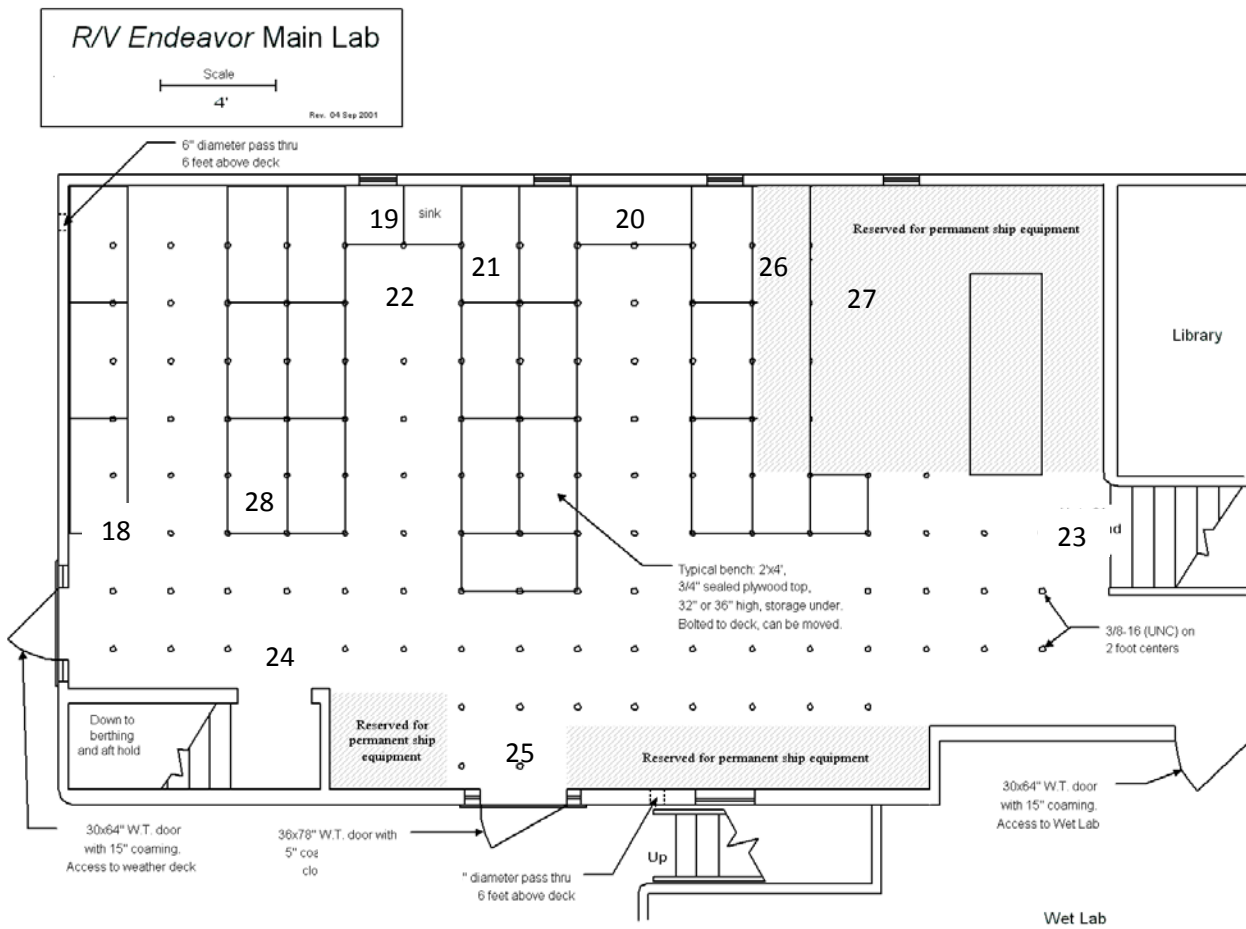 R/V Endeavor Main Lab
Scale
4'
Rev. 04 Sep 2001
6" diameter pass thru
6 feet above deck
19
sink
20
21
22
26
27
Reserved for permanent ship equipment
Library
18
28
23
d
Typical bench: 2'x4',
3/4" sealed plywood top,
32" or 36" high, storage under.
Bolted to deck, can be moved.
3/8-16 (UNC) on
2 foot centers
24
Down to
berthing
and aft hold
Reserved for
permanent ship
equipment
25
Reserved for permanent ship equipment
30x64" W.T. door
with 15" coaming.
Access to weather deck
36x78" W.T. door with
5" coa
clo
" diameter pass thru
6 feet above deck
Up
30x64" W.T. door
with 15" coaming.
Access to Wet Lab
Wet Lab